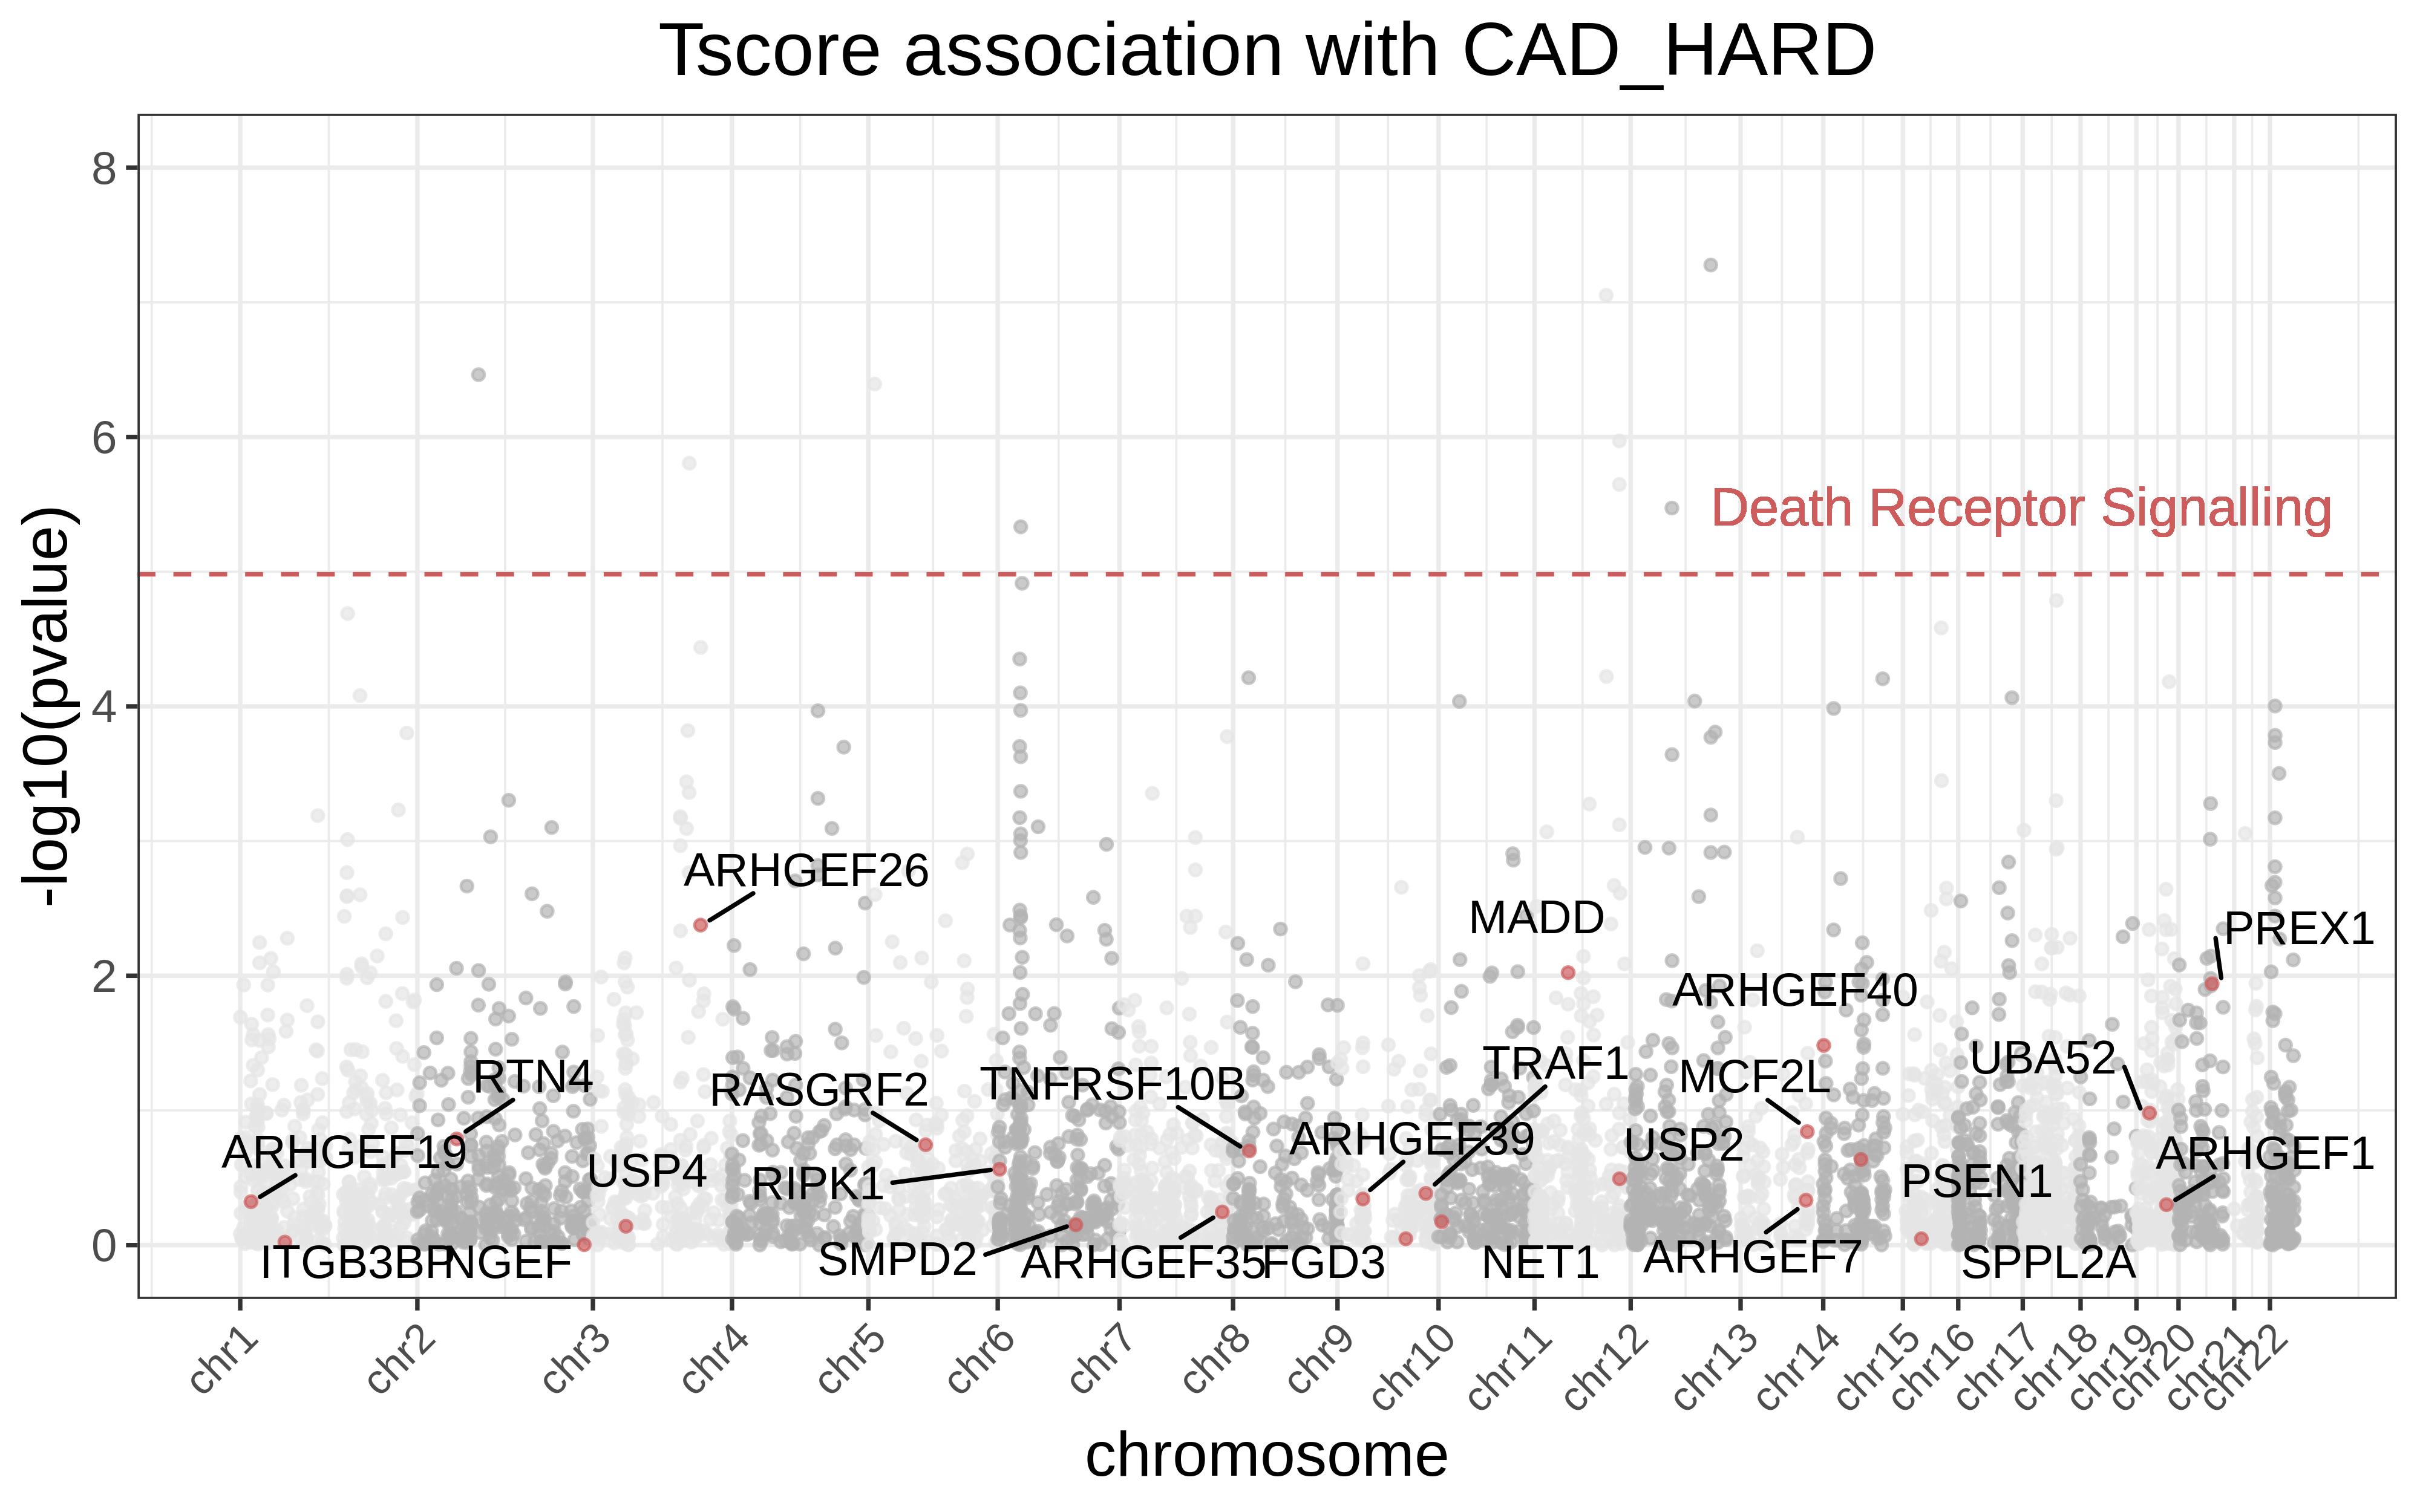 Tscore association with CAD_HARD
-log10(pvalue)
8
6
4
2
0
Death Receptor Signalling
ARHGEF26
MADD
PREX1
ARHGEF40
RTN4
RASGRF2
TNFRSF10B
TRAF1
MCF2L
UBA52
ARHGEF19
USP4
RIPK1
ARHGEF39
USP2
PSEN1
ARHGEF1
ITGB3BP
NGEF
SMPD2
ARHGEF35
FGD3
NET1
ARHGEF7
SPPL2A
chr1
chr2
chr3
chr4
chr5
chr6
chr7
chr8
chr9
chr10
chr11
chr12
chr13
chr14
chr15
chr16
chr17
chr18
chr19
chr20
chr21
chr22
chromosome